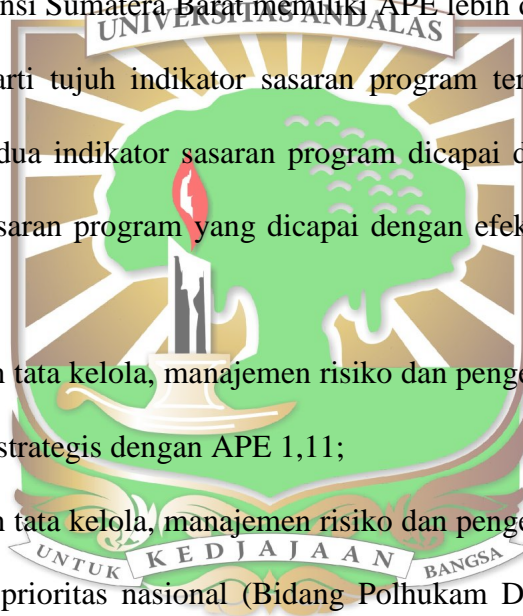 nsi Sumatera Barat memiliki APE lebih d
UNIVERSITAS ANDALAS
arti tujuh indikator sasaran program ter
dua indikator sasaran program dicapai d
asaran program yang dicapai dengan efek
n tata kelola, manajemen risiko dan penge
strategis dengan APE 1,11;
n tata kelola, manajemen risiko dan penge
UNTUK KEDJAJAAN BANGSA
prioritas nasional (Bidang Polhukam D